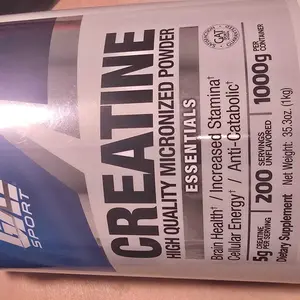 GAT
SPORT
CREATINE
HIGH QUALITY MICRONIZED POWDER
ESSENTIALS
Brain Health† / Increased Stamina†
Cellular Energy† / Anti-Catabolic†
5g CREATINE PER SERVING
200 SERVINGS UNFLAVORED
1000g PER CONTAINER
Dietary Supplement Net Weight: 35.3oz. (1kg)